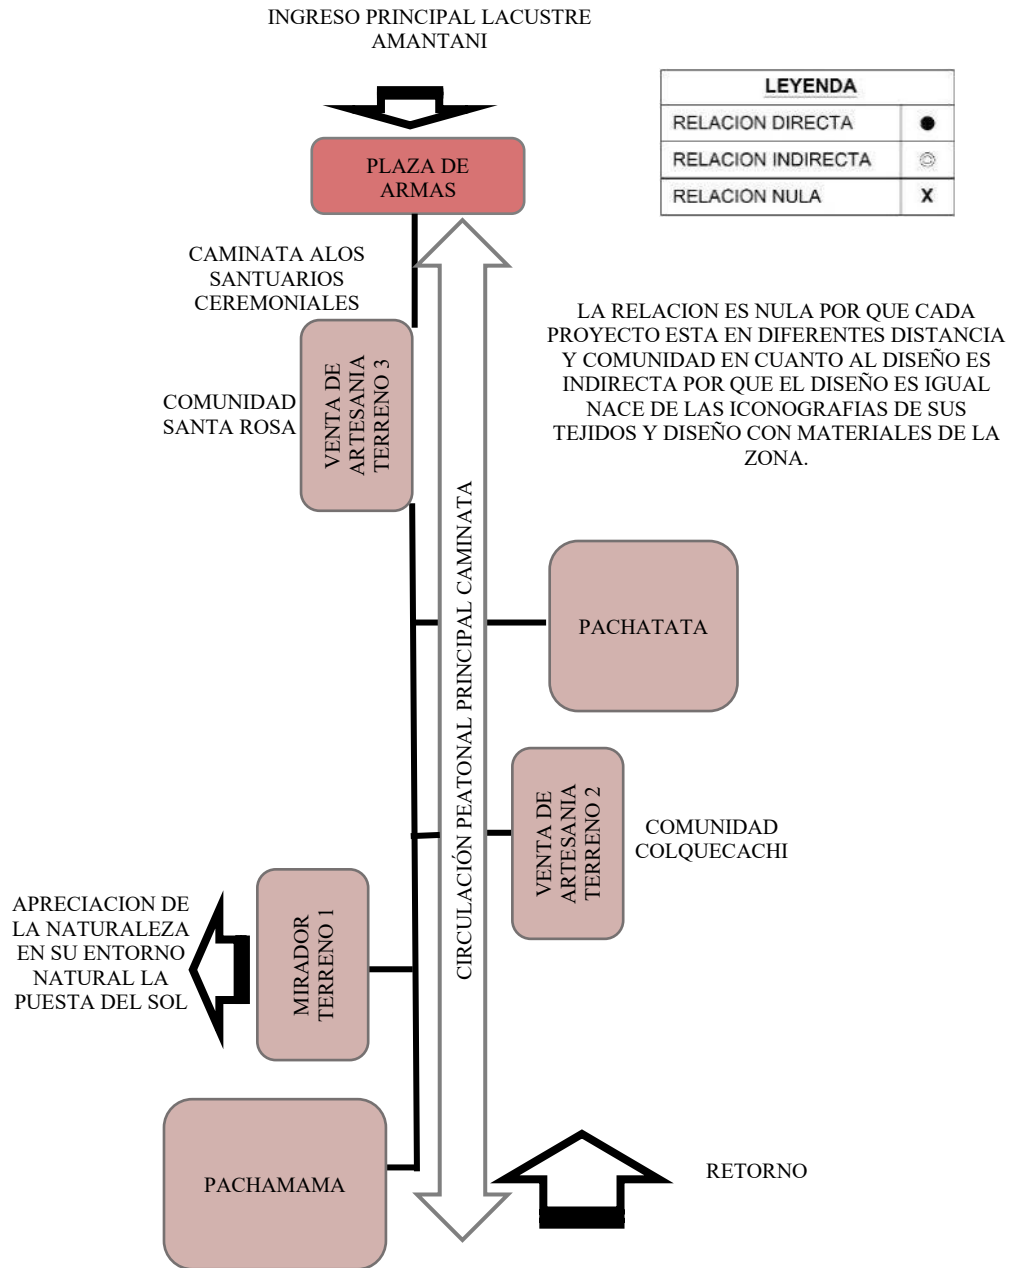 INGRESO PRINCIPAL LACUSTRE
AMANTANI
LEYENDA
RELACION DIRECTA ●
RELACION INDIRECTA ◎
RELACION NULA X
PLAZA DE
ARMAS
CAMINATA ALOS
SANTUARIOS
CEREMONIALES
LA RELACION ES NULA POR QUE CADA
PROYECTO ESTA EN DIFERENTES DISTANCIA
Y COMUNIDAD EN CUANTO AL DISEÑO ES
INDIRECTA POR QUE EL DISEÑO ES IGUAL
NACE DE LAS ICONOGRAFIAS DE SUS
TEJIDOS Y DISEÑO CON MATERIALES DE LA
ZONA.
COMUNIDAD
SANTA ROSA
VENTA DE
ARTESANIA
TERRENO 3
CIRCULACIÓN PEATONAL PRINCIPAL CAMINATA
PACHATATA
VENTA DE
ARTESANIA
TERRENO 2
COMUNIDAD
COLQUECACHI
APRECIACION DE
LA NATURALEZA
EN SU ENTORNO
NATURAL LA
PUESTA DEL SOL
MIRADOR
TERRENO 1
PACHAMAMA
RETORNO